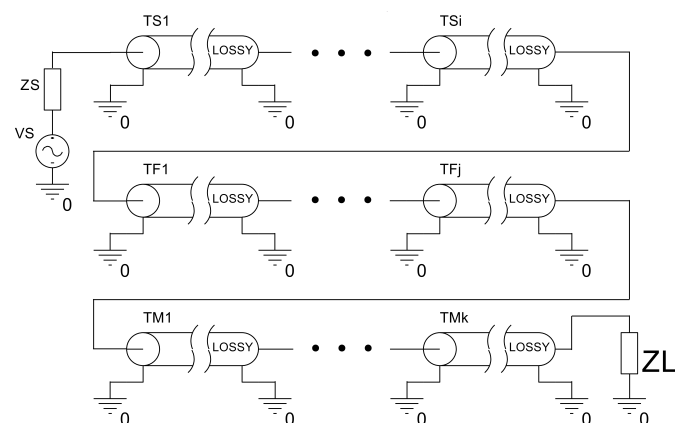 TS1 TSi
LOSSY LOSSY
ZS
0 0 0 0
VS
0
TF1 TFj
LOSSY LOSSY
0 0 0 0
TM1 TMk
LOSSY LOSSY
ZL
0 0 0 0 0